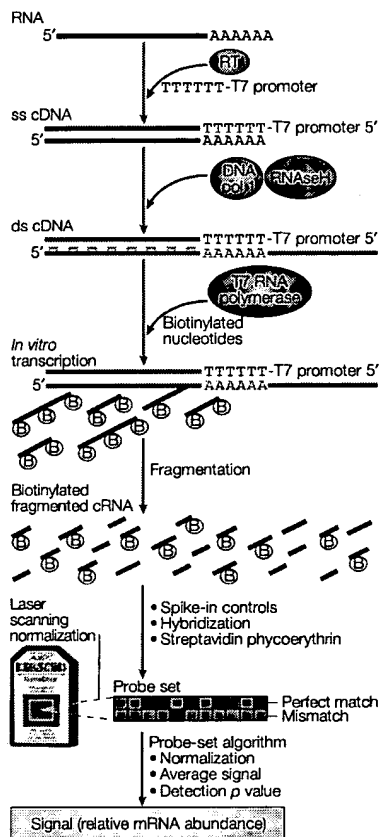 RNA
5′ AAAAAA
RT
TTTTTT-T7 promoter
ss cDNA
TTTTTT-T7 promoter 5′
5′ AAAAAA
DNA
pol I
RNAseH
ds cDNA
TTTTTT-T7 promoter 5′
5′ AAAAAA
T7 RNA
polymerase
Biotinylated
nucleotides
In vitro
transcription
TTTTTT-T7 promoter 5′
5′ AAAAAA
B B B B B B
B B B B B
Fragmentation
Biotinylated
fragmented cRNA
B B B B B B
B B B B
Laser
scanning
normalization
• Spike-in controls
• Hybridization
• Streptavidin phycoerythrin
Probe set
Perfect match
Mismatch
Probe-set algorithm
• Normalization
• Average signal
• Detection p value
Signal (relative mRNA abundance)